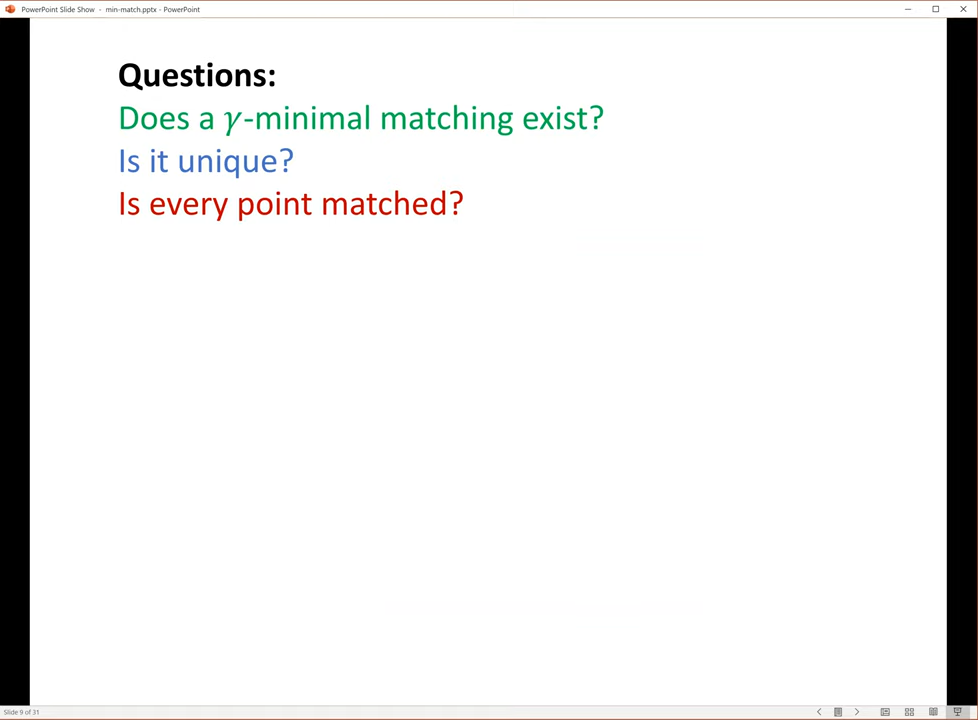 PowerPoint Slide Show - min-match.pptx - PowerPoint
Questions:
Does a γ-minimal matching exist?
Is it unique?
Is every point matched?
Slide 9 of 31